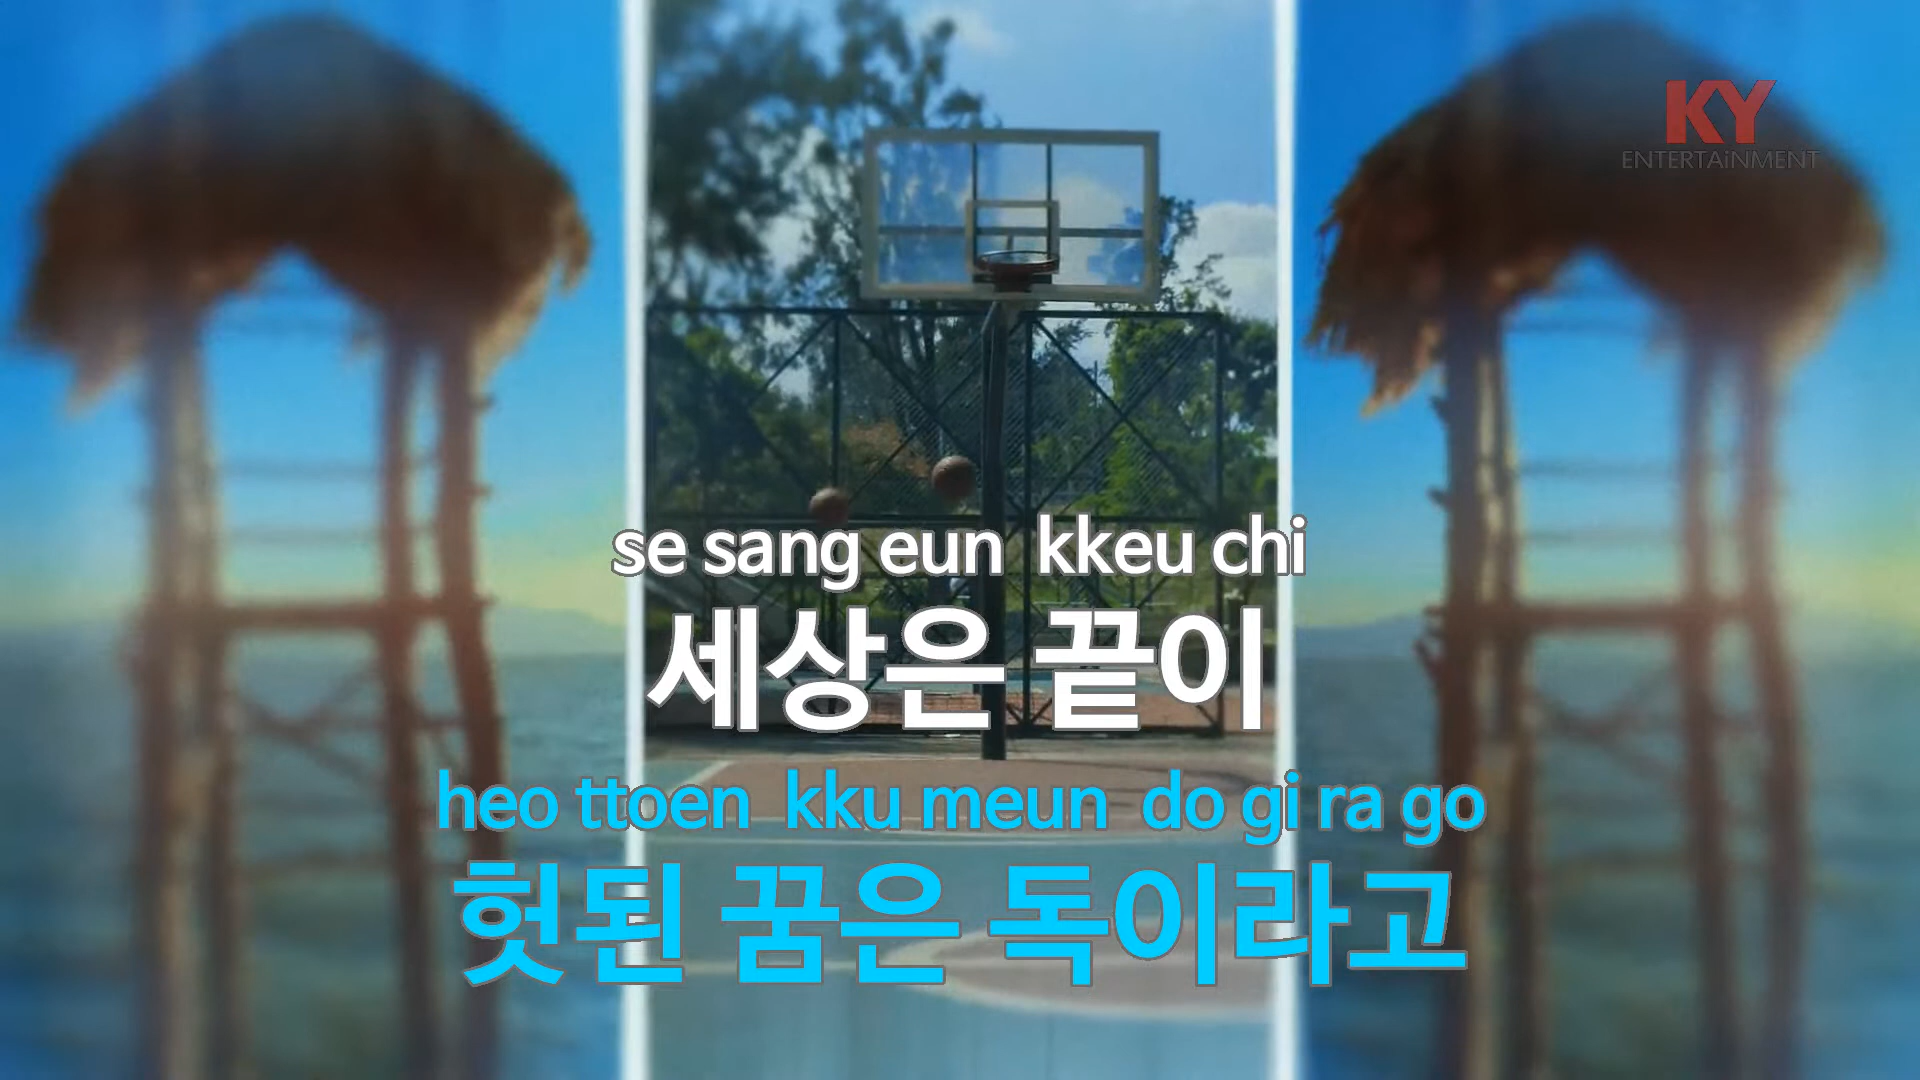 KY
ENTERTAiNMENT
se sang eun kkeu chi
세상은 끝이
heo ttoen kku meun do gi ra go
헛된 꿈은 독이라고